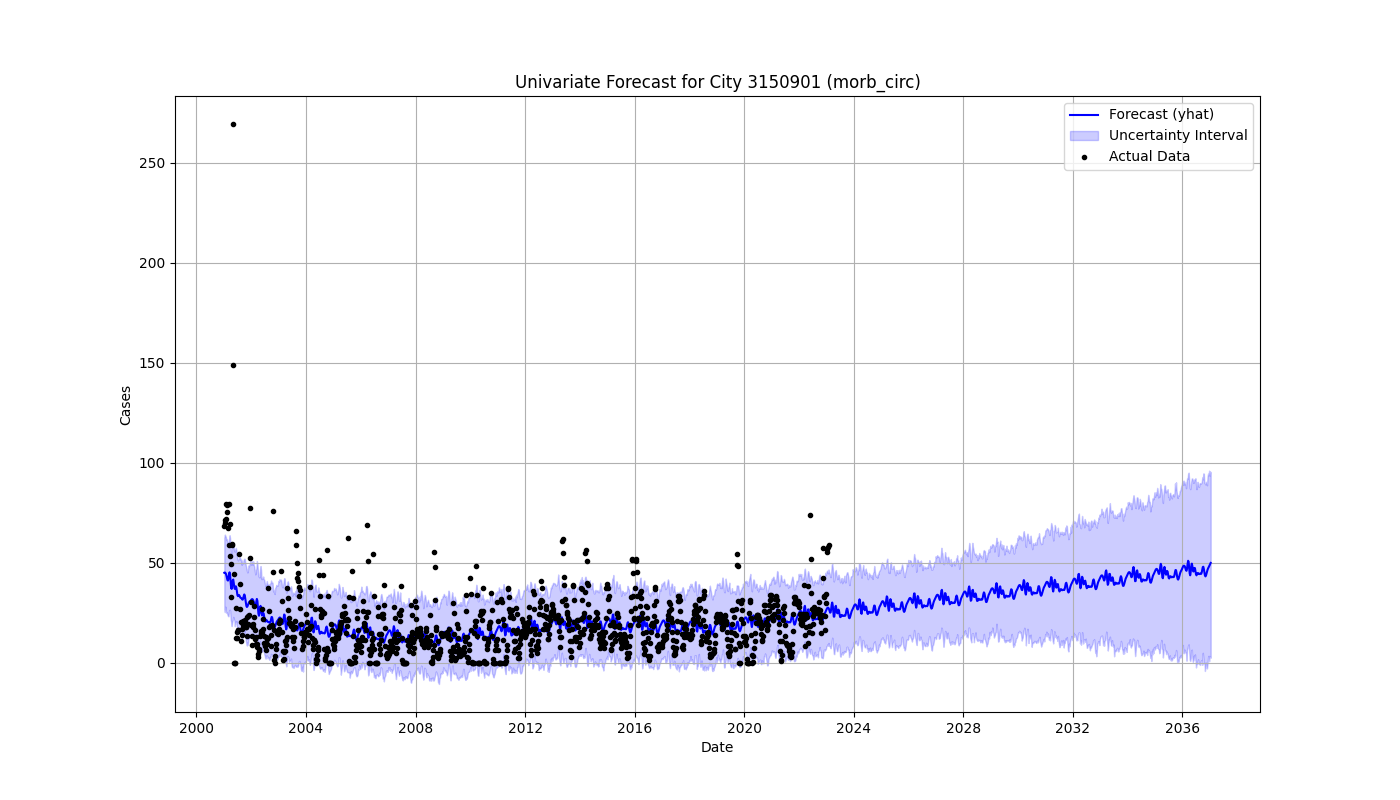 Univariate Forecast for City 3150901 (morb_circ)
Forecast (yhat)
Uncertainty Interval
Actual Data
250
200
150
100
50
0
Cases
2000 2004 2008 2012 2016 2020 2024 2028 2032 2036
Date